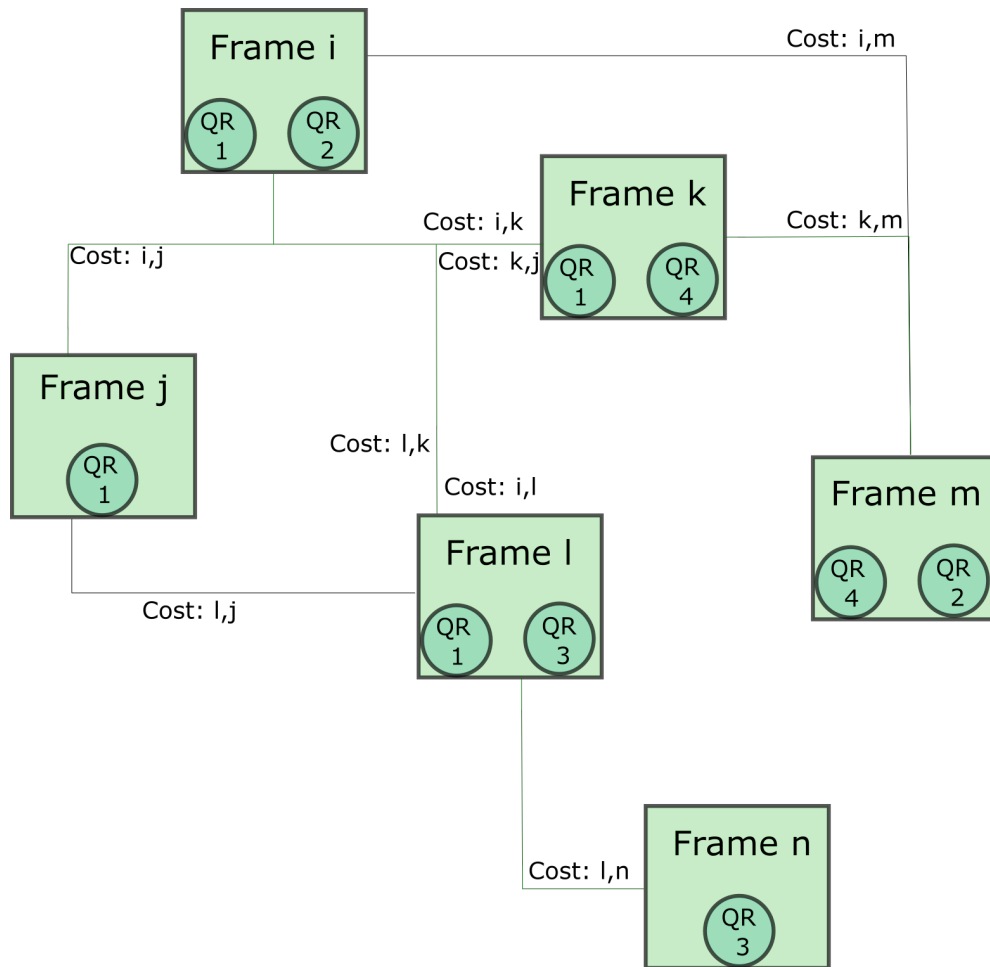 Frame i
QR
1
QR
2
Cost: i,m
Frame k
QR
1
QR
4
Cost: i,k
Cost: k,j
Cost: k,m
Cost: i,j
Frame j
QR
1
Cost: l,k
Cost: i,l
Frame m
QR
4
QR
2
Frame l
QR
1
QR
3
Cost: l,j
Cost: l,n
Frame n
QR
3